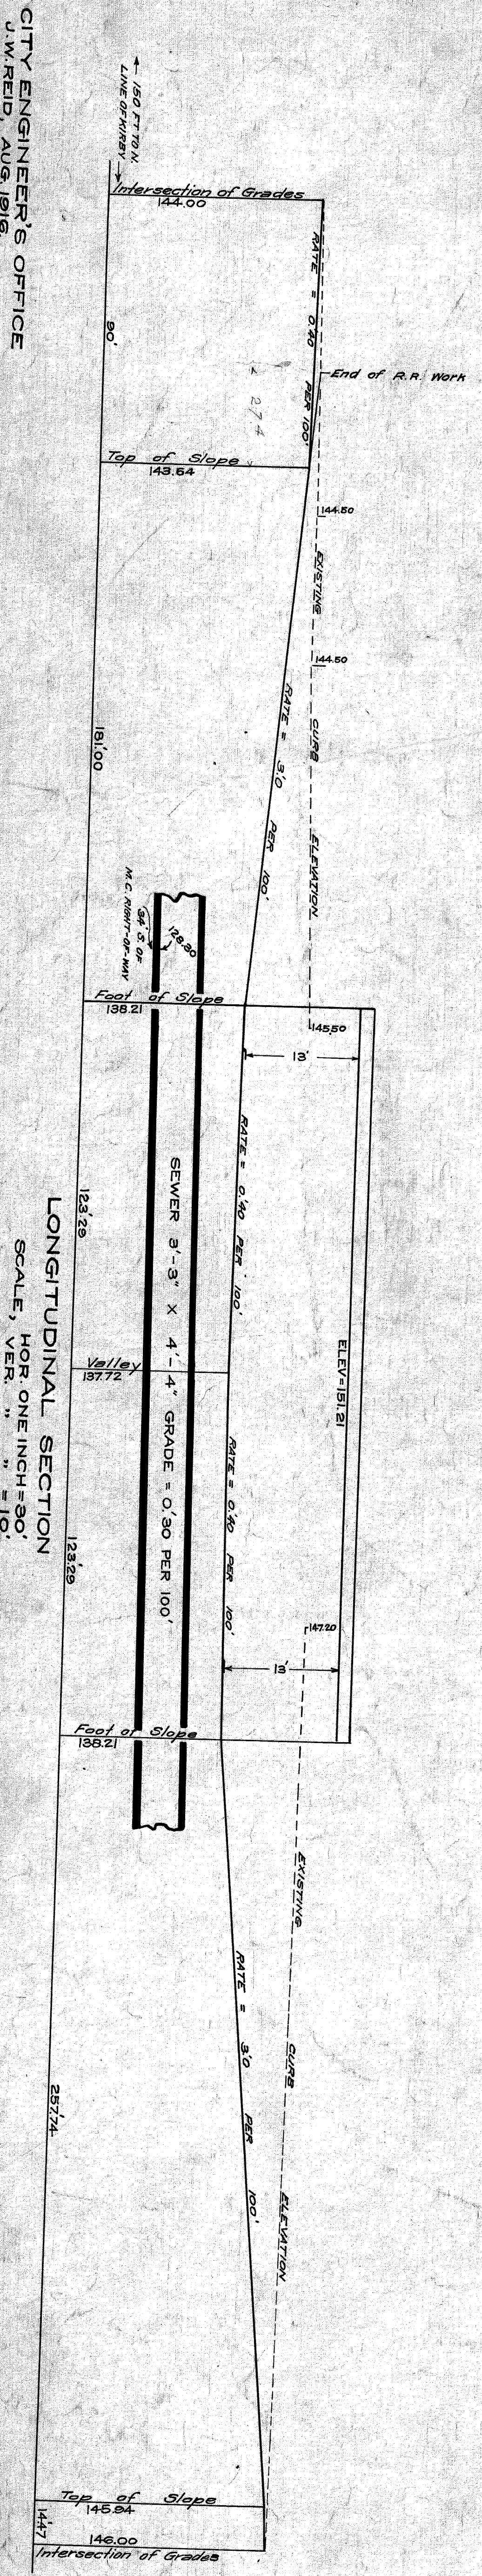 ← 150 FT TO N.
LINE OF KIRBY →
Intersection of Grades
144.00
90'
RATE = 0.'40 PER 100'
End of R.R. Work
274
Top of Slope
143.64
144.50
EXISTING CURB ELEVATION
144.50
181.'00
RATE = 3.'0 PER 100'
128.30
34' S. OF
M.C. RIGHT-OF-WAY
Foot of Slope
138.21
145.50
13'
RATE = 0.'40 PER 100'
123.'29
SEWER 3'-3" X 4'-4" GRADE = 0.'30 PER 100'
ELEV=151.21
Valley
137.72
RATE = 0.'40 PER 100'
123.'29
147.20
13'
Foot of Slope
138.21
EXISTING CURB ELEVATION
RATE = 3.'0 PER 100'
257.'74
Top of Slope
145.94
14.'47
146.00
Intersection of Grades
LONGITUDINAL SECTION
SCALE, HOR. ONE INCH=30'
VER. " " =10'
CITY ENGINEER'S OFFICE
J.W. REID, AUG. 1916.